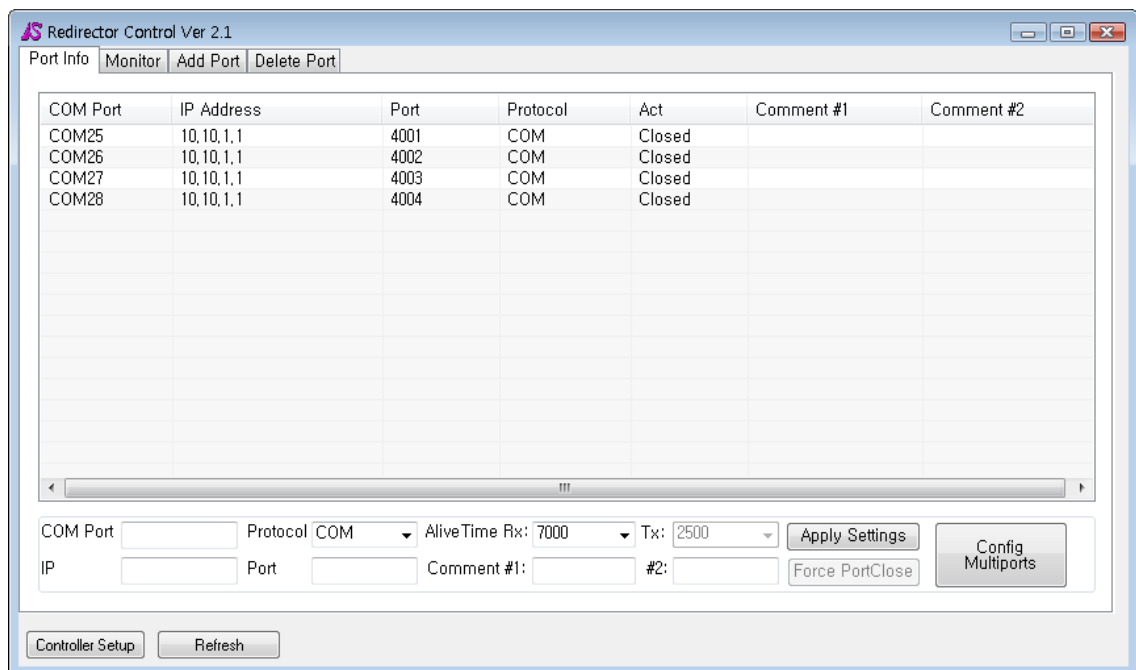 Redirector Control Ver 2.1
Port Info Monitor Add Port Delete Port
COM Port IP Address Port Protocol Act Comment #1 Comment #2
COM25 10,10,1,1 4001 COM Closed
COM26 10,10,1,1 4002 COM Closed
COM27 10,10,1,1 4003 COM Closed
COM28 10,10,1,1 4004 COM Closed
COM Port Protocol COM AliveTime Rx: 7000 Tx: 2500 Apply Settings
Config
Multiports
IP Port Comment #1: #2: Force PortClose
Controller Setup Refresh